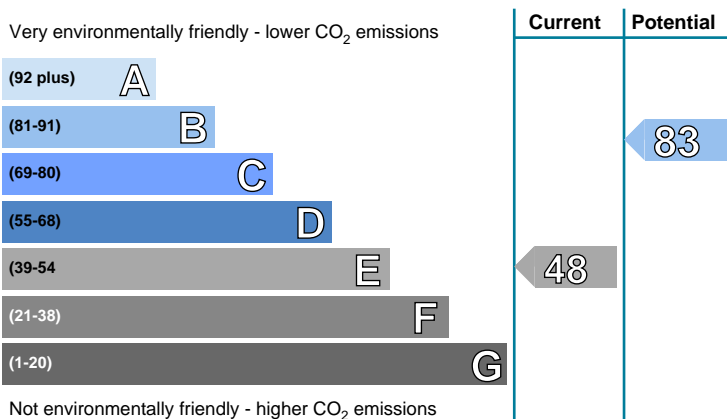 Current Potential
Very environmentally friendly - lower CO2 emissions
(92 plus) A
(81-91) B
83
(69-80) C
(55-68) D
(39-54 E
48
(21-38) F
(1-20) G
Not environmentally friendly - higher CO2 emissions